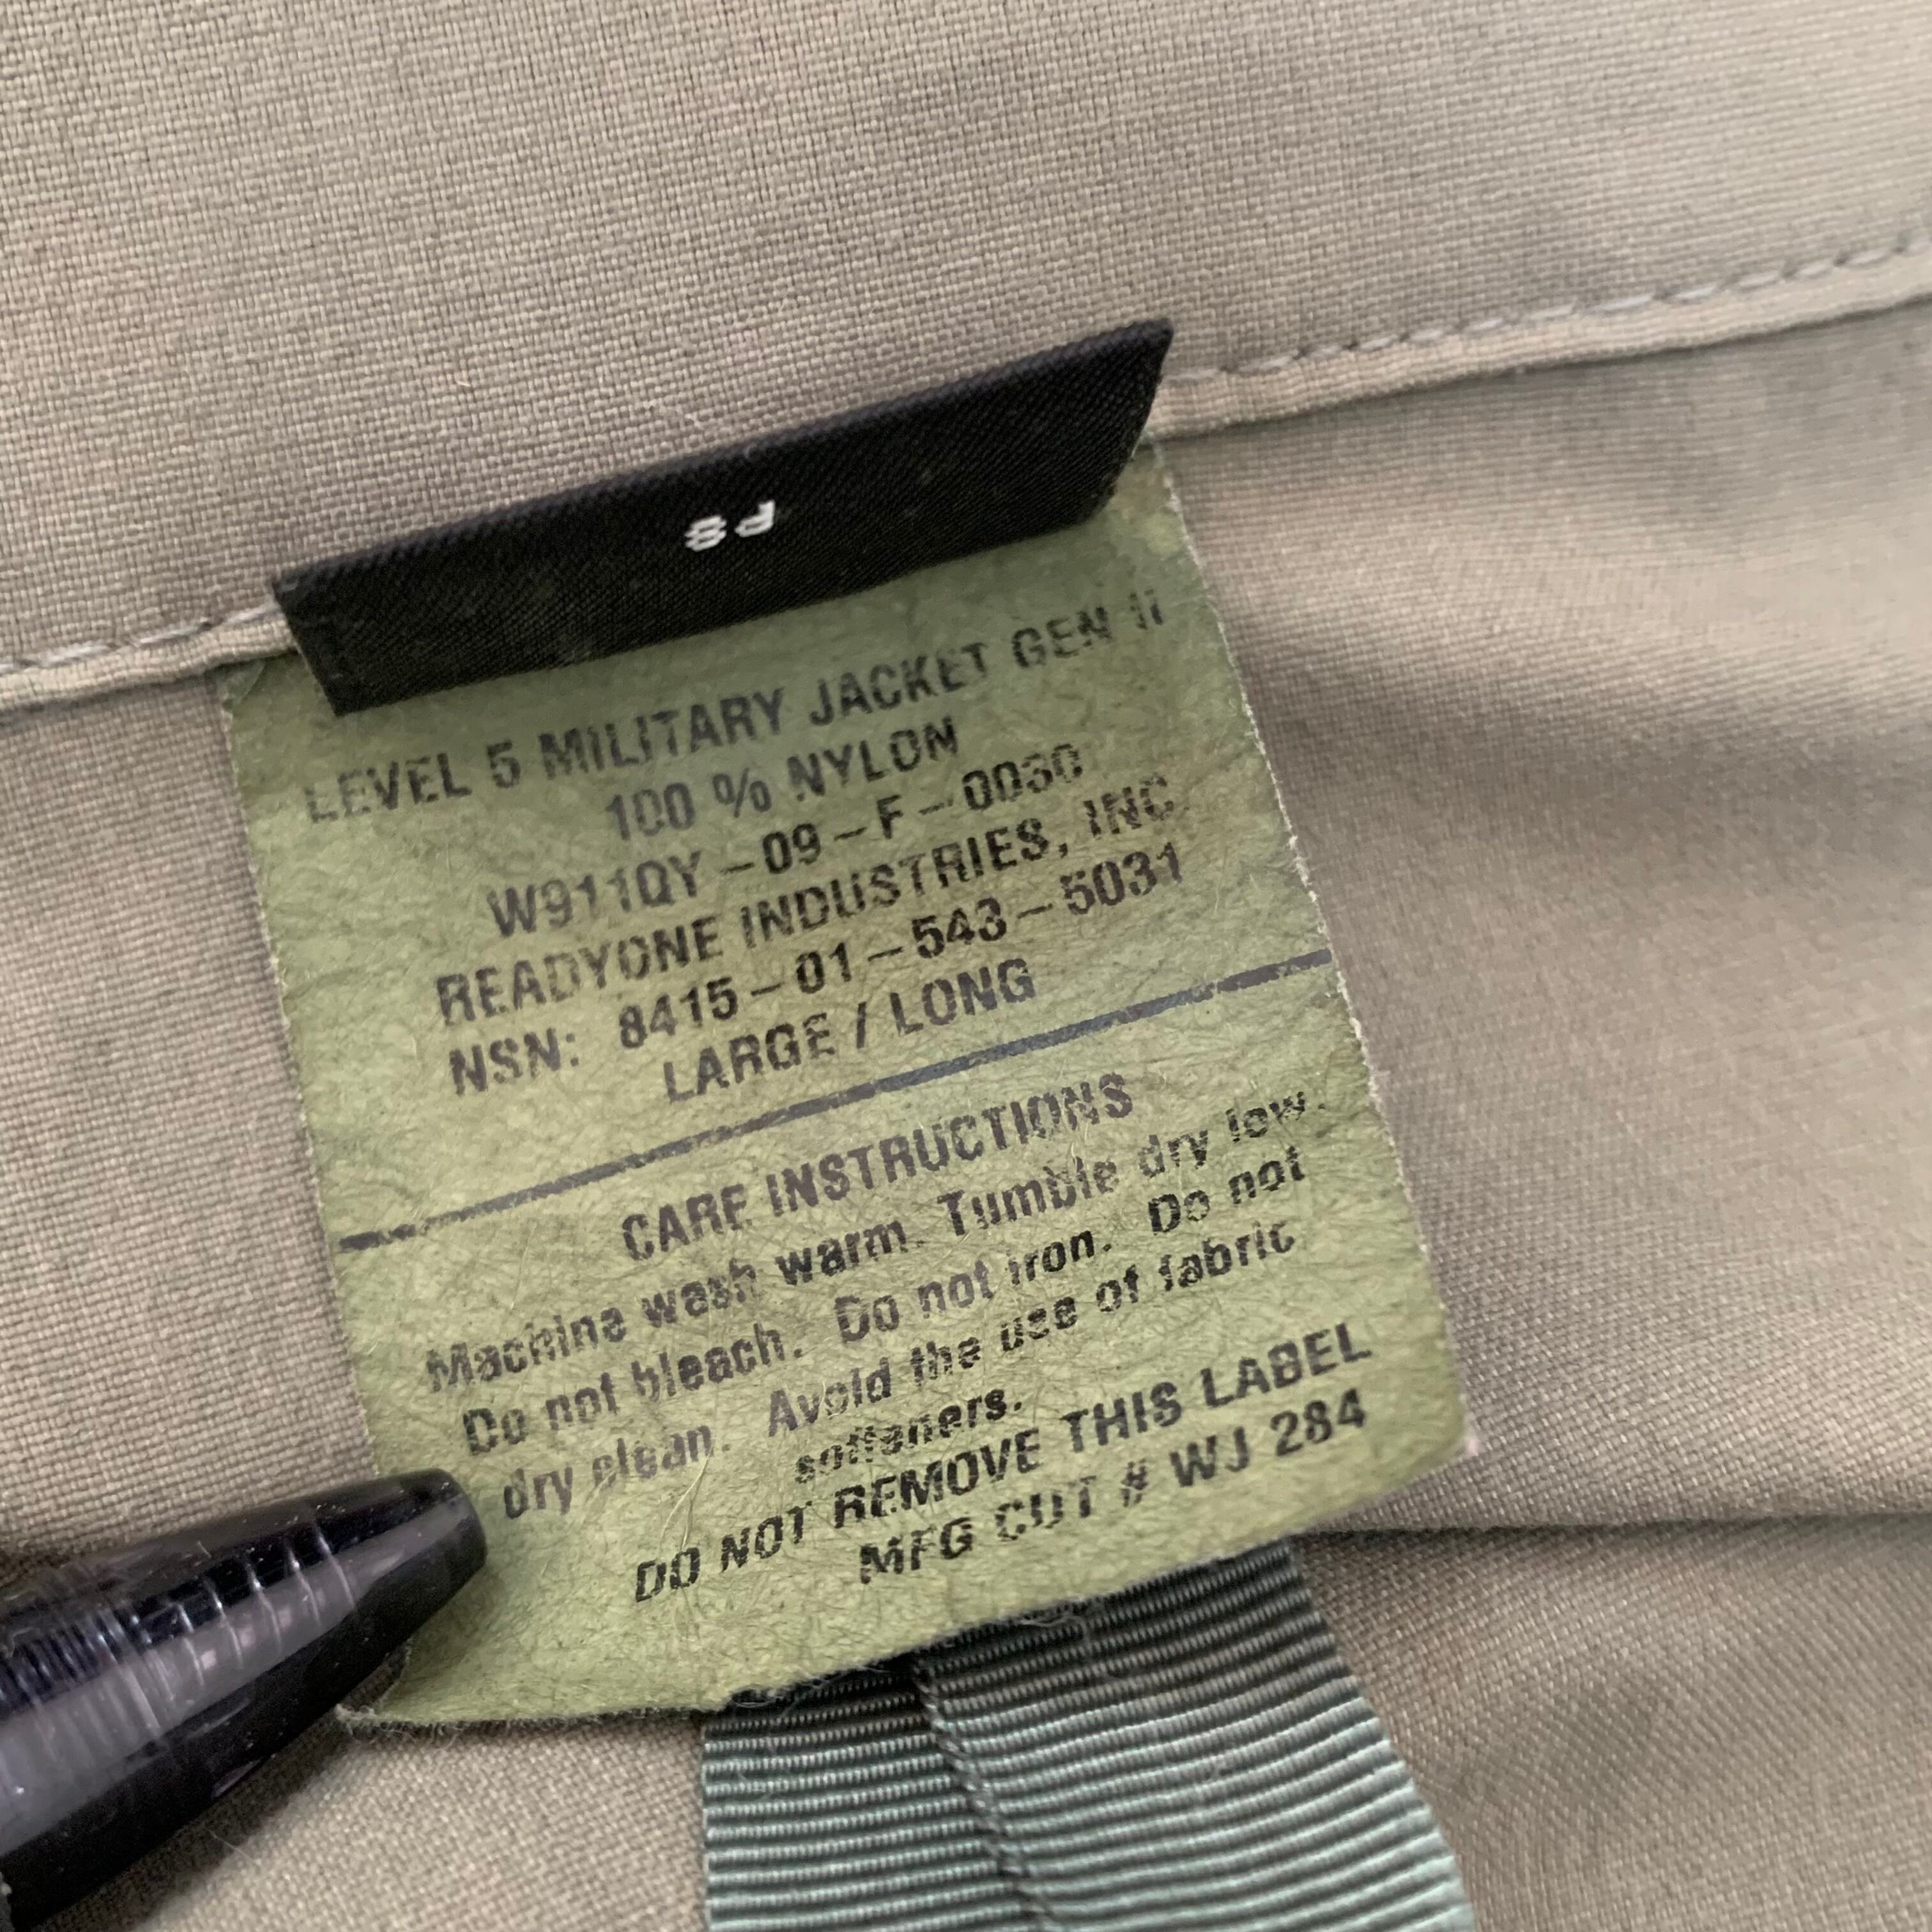 LEVEL 5 MILITARY JACKET GEN II
100 % NYLON
W911QY-09-F-0030
READYONE INDUSTRIES, INC.
NSN: 8415-01-543-5031
LARGE / LONG
CARE INSTRUCTIONS
Machine wash warm. Tumble dry low.
Do not bleach. Do not iron. Do not
dry clean. Avoid the use of fabric
softeners.
DO NOT REMOVE THIS LABEL
MFG CUT # WJ 284